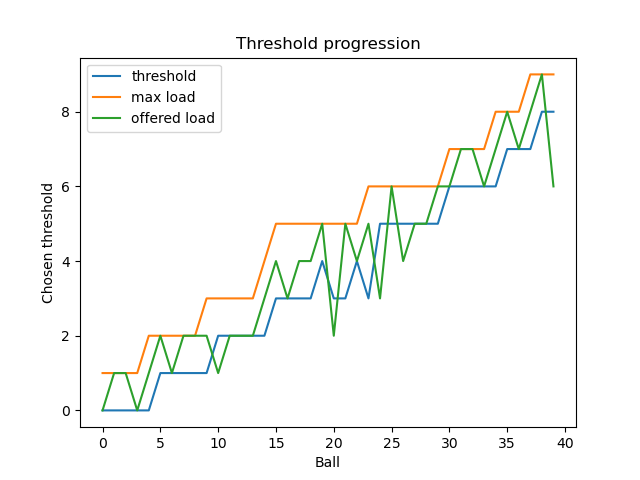 Threshold progression
threshold
max load
offered load
Chosen threshold
8
6
4
2
0
0 5 10 15 20 25 30 35 40
Ball